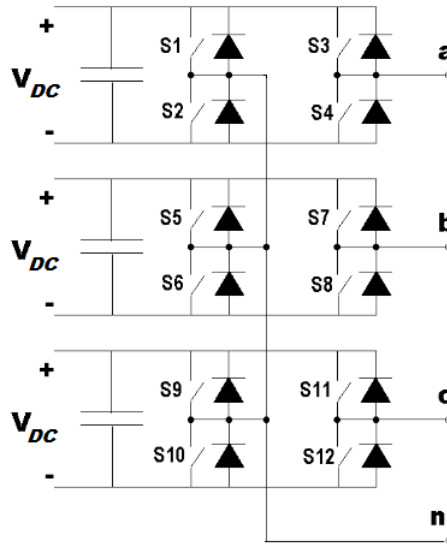 +
S1
S3
a
VDC
S2
S4
-
+
S5
S7
b
VDC
S6
S8
-
+
S9
S11
c
VDC
S10
S12
-
n